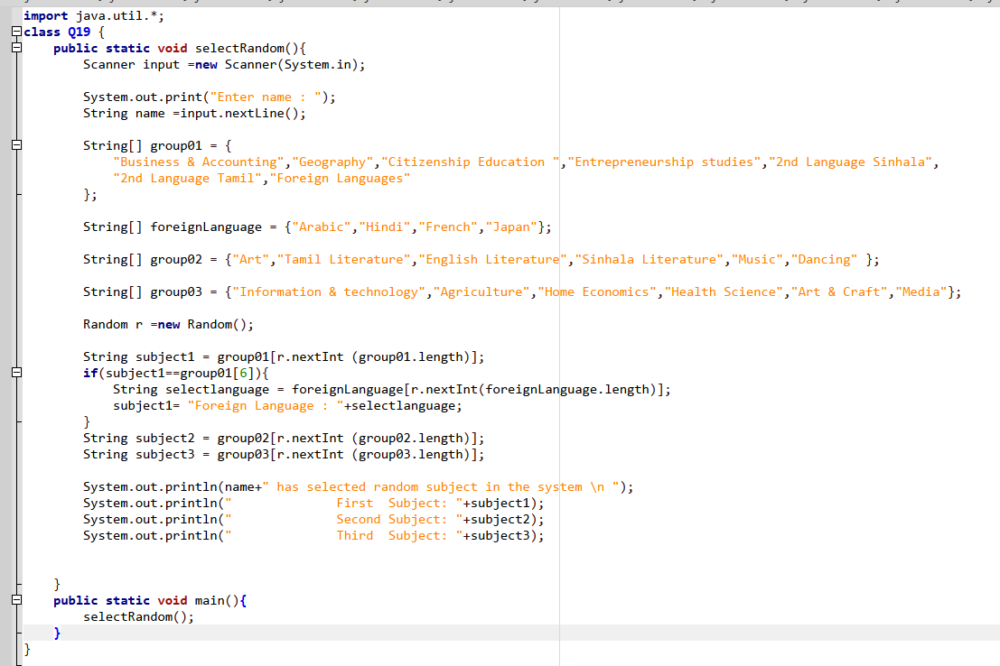 import java.util.*;
class Q19 {
    public static void selectRandom(){
        Scanner input =new Scanner(System.in);

        System.out.print("Enter name : ");
        String name =input.nextLine();

        String[] group01 = {
            "Business & Accounting","Geography","Citizenship Education ","Entrepreneurship studies","2nd Language Sinhala",
            "2nd Language Tamil","Foreign Languages"
        };

        String[] foreignLanguage = {"Arabic","Hindi","French","Japan"};

        String[] group02 = {"Art","Tamil Literature","English Literature","Sinhala Literature","Music","Dancing" };

        String[] group03 = {"Information & technology","Agriculture","Home Economics","Health Science","Art & Craft","Media"};

        Random r =new Random();

        String subject1 = group01[r.nextInt (group01.length)];
        if(subject1==group01[6]){
            String selectlanguage = foreignLanguage[r.nextInt(foreignLanguage.length)];
            subject1= "Foreign Language : "+selectlanguage;
        }
        String subject2 = group02[r.nextInt (group02.length)];
        String subject3 = group03[r.nextInt (group03.length)];

        System.out.println(name+" has selected random subject in the system \n ");
        System.out.println("              First  Subject: "+subject1);
        System.out.println("              Second Subject: "+subject2);
        System.out.println("              Third  Subject: "+subject3);


    }
    public static void main(){
        selectRandom();
    }
}